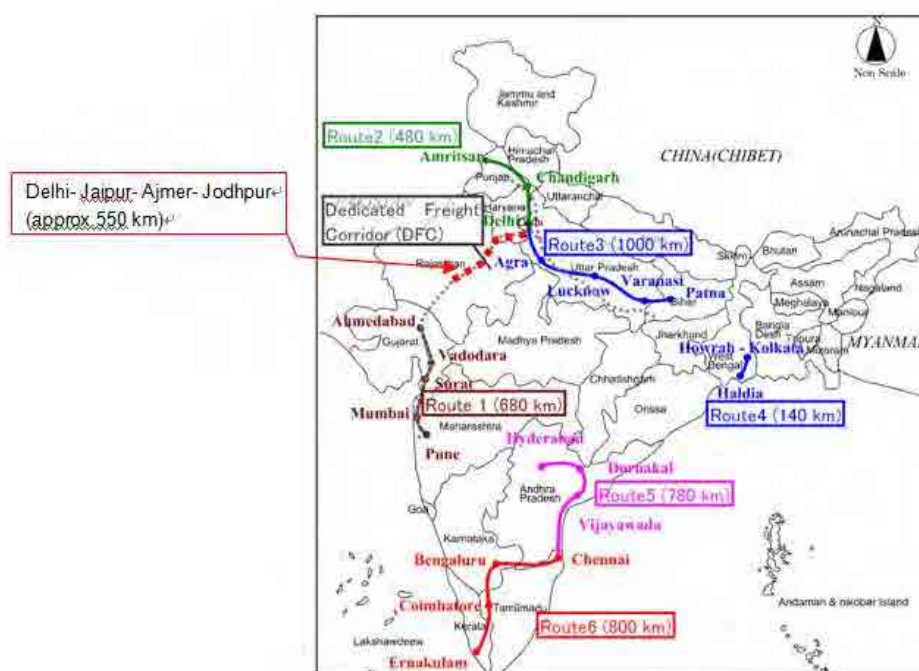 Non Scale
Jammu and
Kashmir
Route2 (480 km)
Himachal
Pradesh
Amritsar
CHINA(CHIBET)
Punjab
Chandigarh
Uttaranchal
Delhi- Jaipur- Ajmer- Jodhpur
(approx 550 km)
Haryana
Dedicated Freight
Corridor (DFC)
Delhi
Route3 (1000 km)
Arunachal Pradesh
Rajasthan
Agra
Uttar Pradesh
Sikkim
Bhutan
Assam
Nagaland
Lucknow
Varanasi
Patna
Bihar
Meghalaya
Ahmedabad
Gujarat
Madhya Pradesh
Jharkhand
Bangla
Desh
MYANMAR
Howrah - Kolkata
West
Bengal
Mizoram
Vadodara
Surat
Haldia
Route 1 (680 km)
Orissa
Route4 (140 km)
Mumbai
Maharashtra
Pune
Hyderabad
Dornakal
Andhra
Pradesh
Route5 (780 km)
Goa
Vijayawada
Karnataka
Bengaluru
Chennai
Coimbatore
Tamilnadu
Andaman & Nikobar Island
Kerala
Route6 (800 km)
Lakshawdeew
Ernakulam